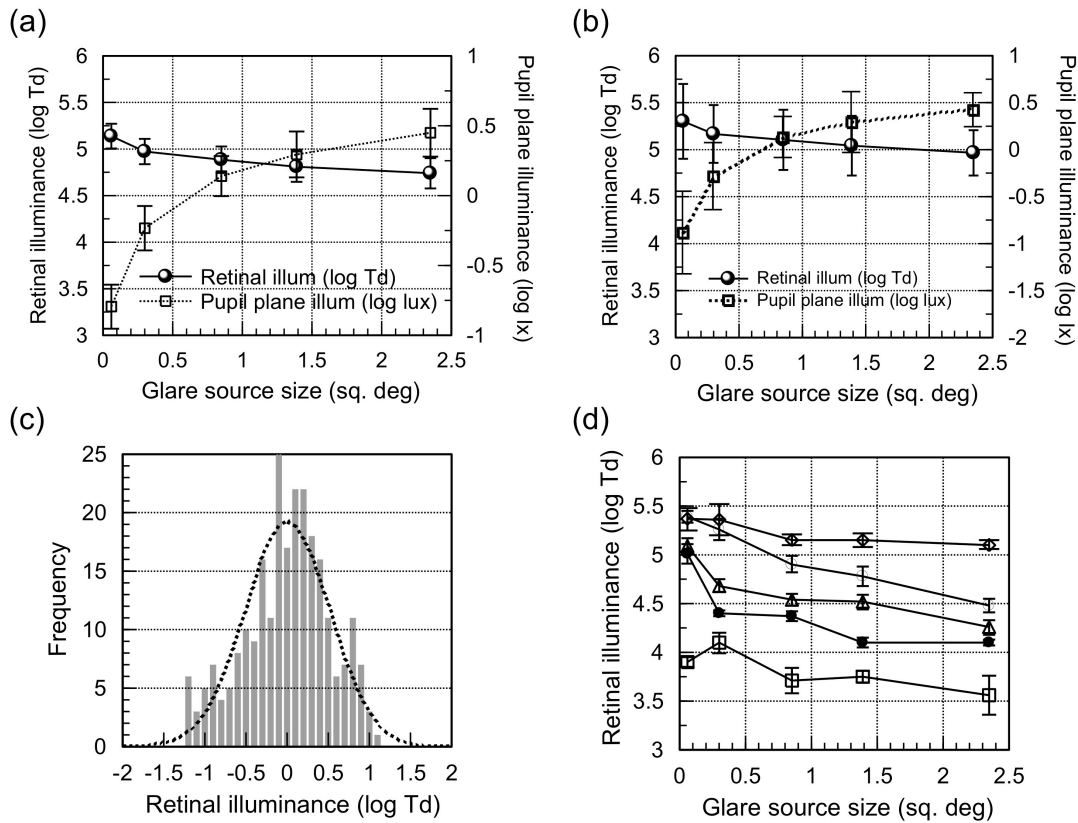 (a)
6
5.5
5
4.5
4
3.5
3
Retinal illuminance (log Td)
1
0.5
0
-0.5
-1
Pupil plane illuminance (log lx)
Retinal illum (log Td)
Pupil plane illum (log lux)
0 0.5 1 1.5 2 2.5
Glare source size (sq. deg)
(b)
6
5.5
5
4.5
4
3.5
3
Retinal illuminance (log Td)
1
0.5
0
-0.5
-1
-1.5
-2
Pupil plane illuminance (log lx)
Retinal illum (log Td)
Pupil plane illum (log lux)
0 0.5 1 1.5 2 2.5
Glare source size (sq. deg)
(c)
25
20
15
10
5
0
Frequency
-2 -1.5 -1 -0.5 0 0.5 1 1.5 2
Retinal illuminance (log Td)
(d)
6
5.5
5
4.5
4
3.5
3
Retinal illuminance (log Td)
0 0.5 1 1.5 2 2.5
Glare source size (sq. deg)